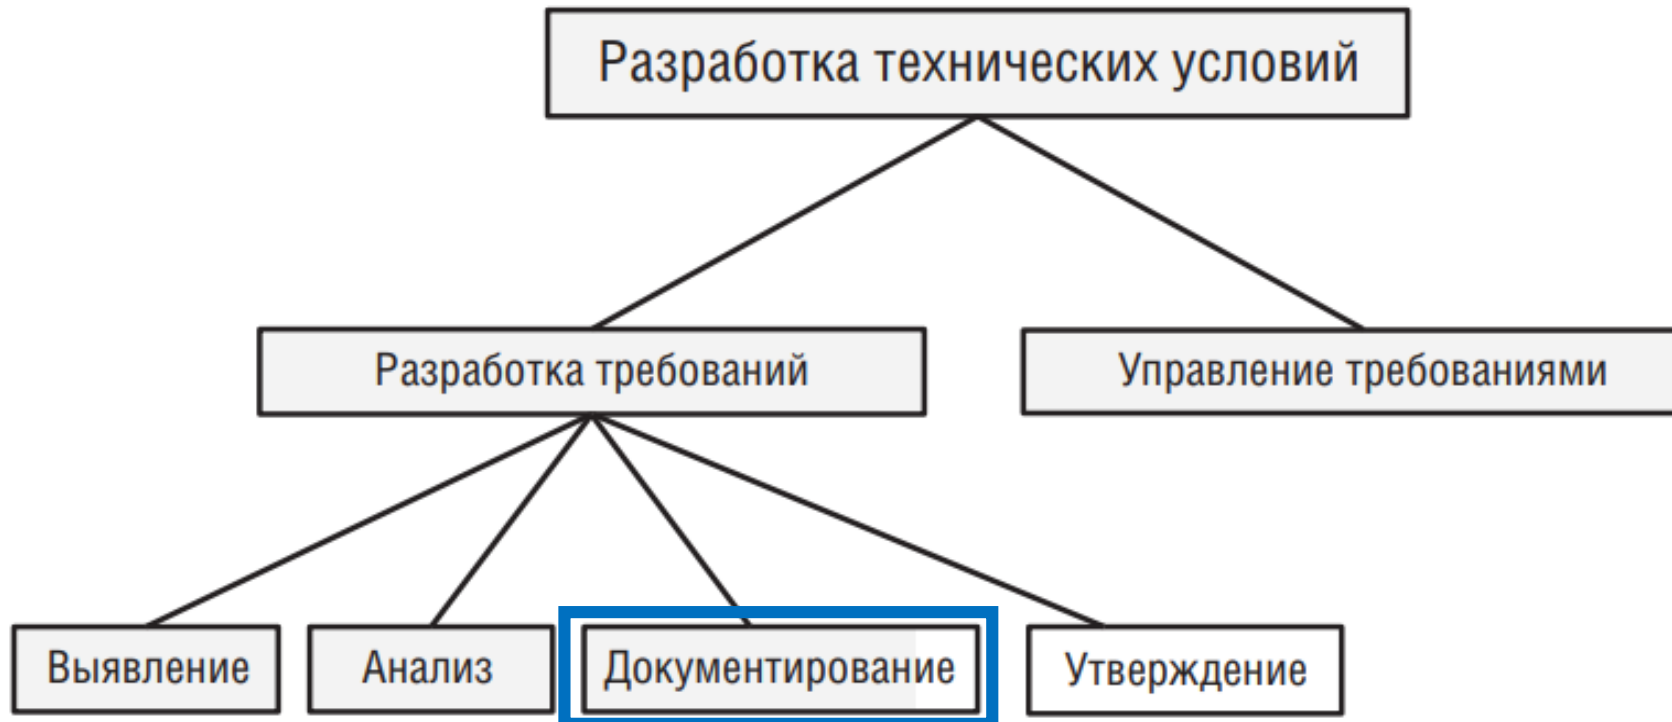 Разработка технических условий
Разработка требований
Управление требованиями
Выявление
Анализ
Документирование
Утверждение